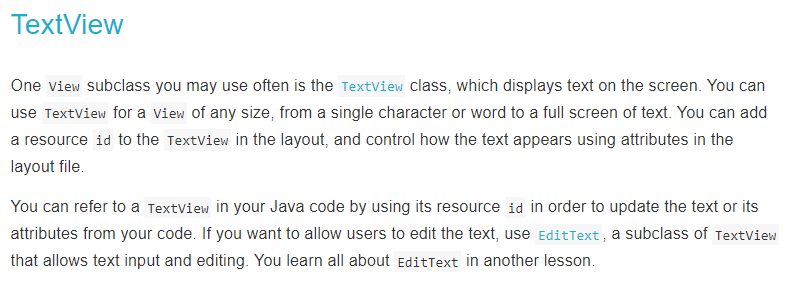 TextView
One View subclass you may use often is the TextView class, which displays text on the screen. You can
use TextView for a View of any size, from a single character or word to a full screen of text. You can add
a resource id to the TextView in the layout, and control how the text appears using attributes in the
layout file.
You can refer to a TextView in your Java code by using its resource id in order to update the text or its
attributes from your code. If you want to allow users to edit the text, use EditText, a subclass of TextView
that allows text input and editing. You learn all about EditText in another lesson.